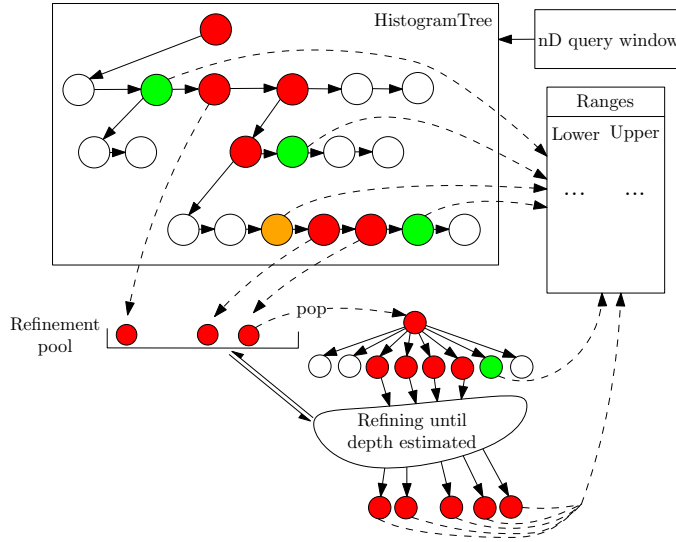 HistogramTree
nD query window
Ranges
Lower Upper
... ...
Refinement
pool
pop
Refining until
depth estimated